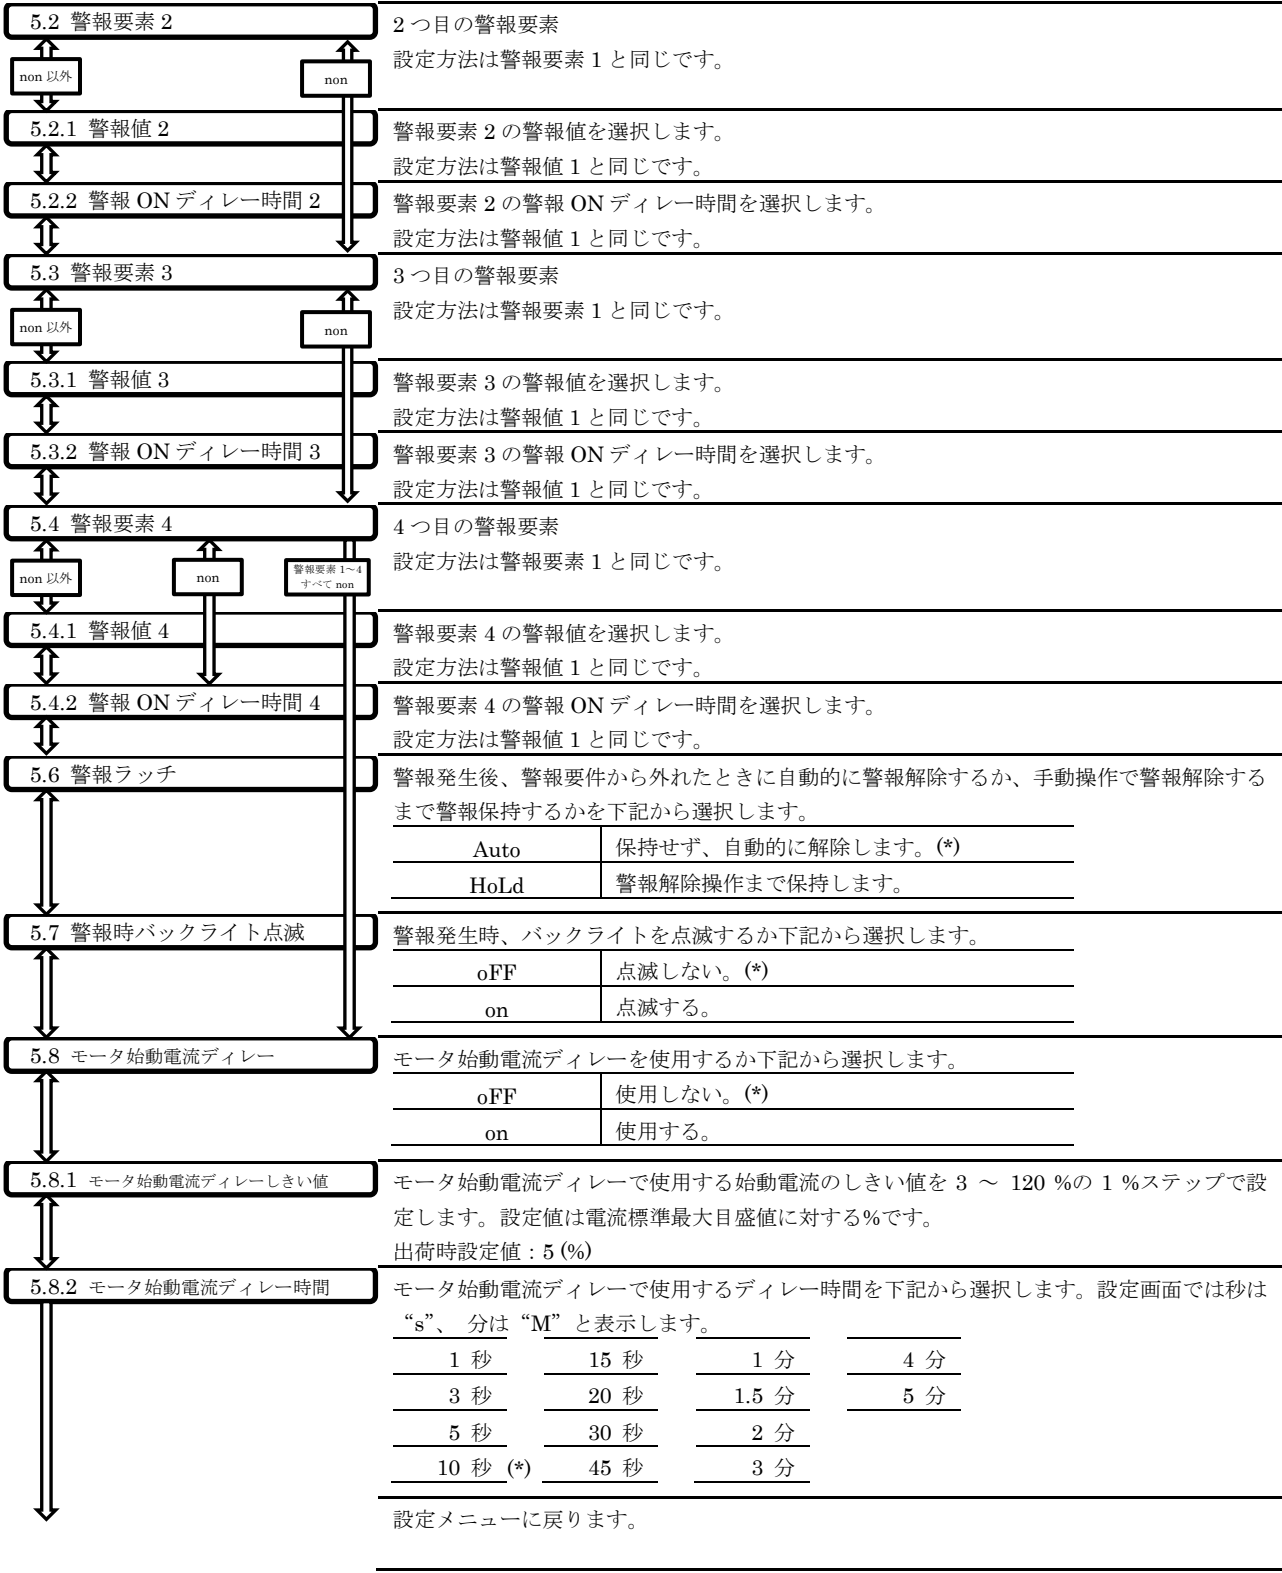 5.2 警報要素 2
2 つ目の警報要素
設定方法は警報要素 1 と同じです。
non 以外
non
5.2.1 警報値 2
警報要素 2 の警報値を選択します。
設定方法は警報値 1 と同じです。
5.2.2 警報 ON ディレー時間 2
警報要素 2 の警報 ON ディレー時間を選択します。
設定方法は警報値 1 と同じです。
5.3 警報要素 3
3 つ目の警報要素
設定方法は警報要素 1 と同じです。
non 以外
non
5.3.1 警報値 3
警報要素 3 の警報値を選択します。
設定方法は警報値 1 と同じです。
5.3.2 警報 ON ディレー時間 3
警報要素 3 の警報 ON ディレー時間を選択します。
設定方法は警報値 1 と同じです。
5.4 警報要素 4
4 つ目の警報要素
設定方法は警報要素 1 と同じです。
non 以外
non
警報要素 1～4
すべて non
5.4.1 警報値 4
警報要素 4 の警報値を選択します。
設定方法は警報値 1 と同じです。
5.4.2 警報 ON ディレー時間 4
警報要素 4 の警報 ON ディレー時間を選択します。
設定方法は警報値 1 と同じです。
5.6 警報ラッチ
警報発生後、警報要件から外れたときに自動的に警報解除するか、手動操作で警報解除する
まで警報保持するかを下記から選択します。
Auto 保持せず、自動的に解除します。(*)
HoLd 警報解除操作まで保持します。
5.7 警報時バックライト点滅
警報発生時、バックライトを点滅するか下記から選択します。
oFF 点滅しない。(*)
on 点滅する。
5.8 モータ始動電流ディレー
モータ始動電流ディレーを使用するか下記から選択します。
oFF 使用しない。(*)
on 使用する。
5.8.1 モータ始動電流ディレーしきい値
モータ始動電流ディレーで使用する始動電流のしきい値を 3 ～ 120 %の 1 %ステップで設
定します。設定値は電流標準最大目盛値に対する%です。
出荷時設定値：5 (%)
5.8.2 モータ始動電流ディレー時間
モータ始動電流ディレーで使用するディレー時間を下記から選択します。設定画面では秒は
“s”、 分は“M”と表示します。
1 秒 15 秒 1 分 4 分
3 秒 20 秒 1.5 分 5 分
5 秒 30 秒 2 分
10 秒 (*) 45 秒 3 分
設定メニューに戻ります。